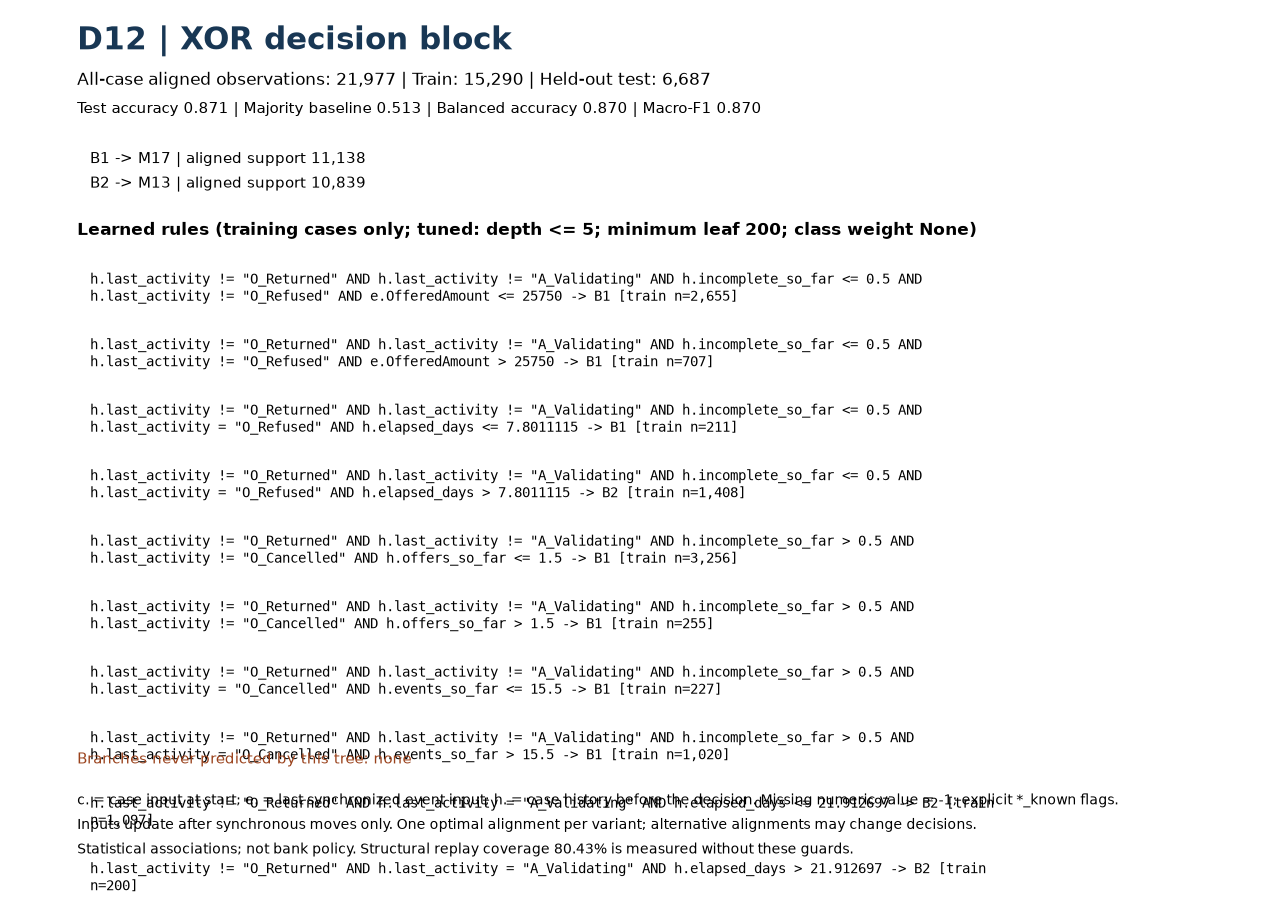 D12 | XOR decision block
All-case aligned observations: 21,977 | Train: 15,290 | Held-out test: 6,687
Test accuracy 0.871 | Majority baseline 0.513 | Balanced accuracy 0.870 | Macro-F1 0.870
B1 -> M17 | aligned support 11,138
B2 -> M13 | aligned support 10,839
Learned rules (training cases only; tuned: depth <= 5; minimum leaf 200; class weight None)
h.last_activity != "O_Returned" AND h.last_activity != "A_Validating" AND h.incomplete_so_far <= 0.5 AND
h.last_activity != "O_Refused" AND e.OfferedAmount <= 25750 -> B1 [train n=2,655]
h.last_activity != "O_Returned" AND h.last_activity != "A_Validating" AND h.incomplete_so_far <= 0.5 AND
h.last_activity != "O_Refused" AND e.OfferedAmount > 25750 -> B1 [train n=707]
h.last_activity != "O_Returned" AND h.last_activity != "A_Validating" AND h.incomplete_so_far <= 0.5 AND
h.last_activity = "O_Refused" AND h.elapsed_days <= 7.8011115 -> B1 [train n=211]
h.last_activity != "O_Returned" AND h.last_activity != "A_Validating" AND h.incomplete_so_far <= 0.5 AND
h.last_activity = "O_Refused" AND h.elapsed_days > 7.8011115 -> B2 [train n=1,408]
h.last_activity != "O_Returned" AND h.last_activity != "A_Validating" AND h.incomplete_so_far > 0.5 AND
h.last_activity != "O_Cancelled" AND h.offers_so_far <= 1.5 -> B1 [train n=3,256]
h.last_activity != "O_Returned" AND h.last_activity != "A_Validating" AND h.incomplete_so_far > 0.5 AND
h.last_activity != "O_Cancelled" AND h.offers_so_far > 1.5 -> B1 [train n=255]
h.last_activity != "O_Returned" AND h.last_activity != "A_Validating" AND h.incomplete_so_far > 0.5 AND
h.last_activity = "O_Cancelled" AND h.events_so_far <= 15.5 -> B1 [train n=227]
h.last_activity != "O_Returned" AND h.last_activity != "A_Validating" AND h.incomplete_so_far > 0.5 AND
h.last_activity = "O_Cancelled" AND h.events_so_far > 15.5 -> B1 [train n=1,020]
Branches never predicted by this tree: none
h.last_activity != "O_Returned" AND h.last_activity = "A_Validating" AND h.elapsed_days <= 21.912697 -> B2 [train
n=1,097]
c. = case input at start; e. = last synchronized event input; h. = case history before the decision. Missing numeric value = -1; explicit *_known flags.
Inputs update after synchronous moves only. One optimal alignment per variant; alternative alignments may change decisions.
Statistical associations; not bank policy. Structural replay coverage 80.43% is measured without these guards.
h.last_activity != "O_Returned" AND h.last_activity = "A_Validating" AND h.elapsed_days > 21.912697 -> B2 [train
n=200]